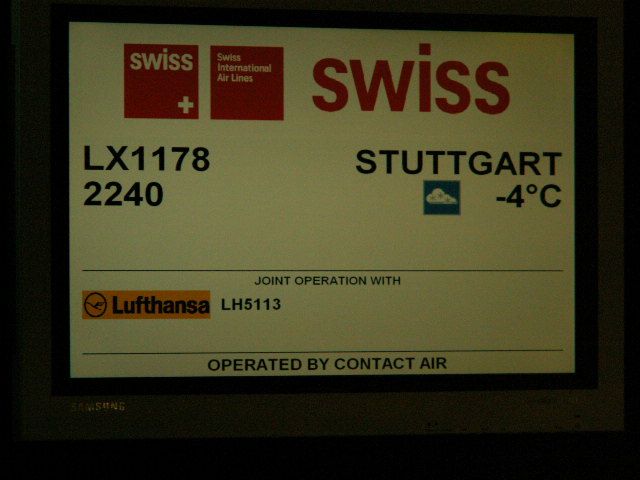 swiss
Swiss
International
Air Lines
swiss
LX1178
STUTTGART
2240
-4°C
JOINT OPERATION WITH
Lufthansa LH5113
OPERATED BY CONTACT AIR
SAMSUNG